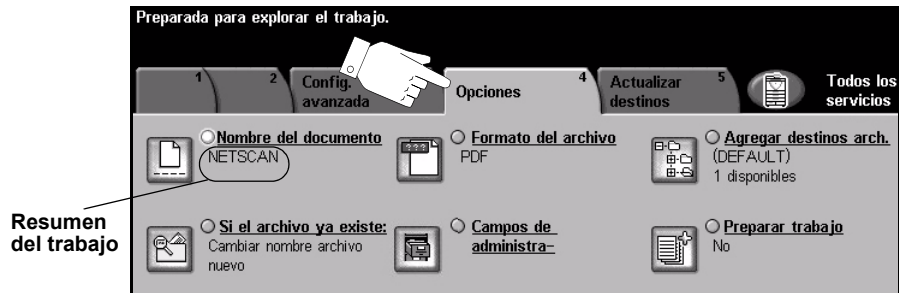 Preparada para explorar el trabajo.
1
2
Config.
avanzada
Opciones
4
Actualizar
destinos
5
Todos los
servicios
Nombre del documento
NETSCAN
Formato del archivo
PDF
Agregar destinos arch.
(DEFAULT)
1 disponibles
Resumen
del trabajo
Si el archivo ya existe:
Cambiar nombre archivo
nuevo
Campos de
administra-
Preparar trabajo
No